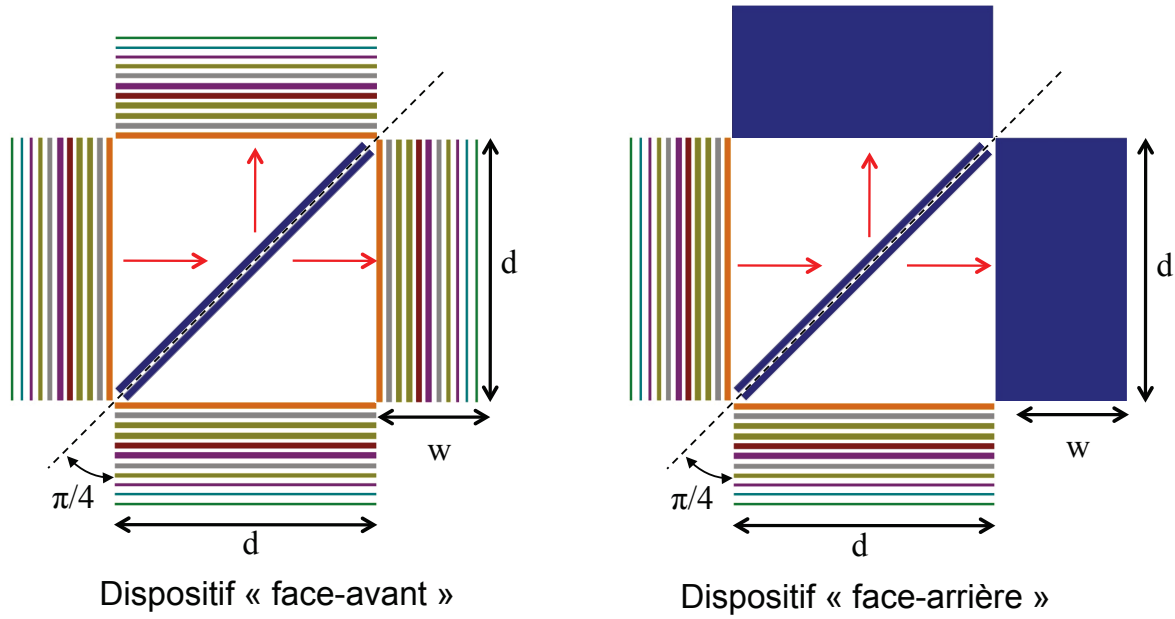 d
w
π/4
d
Dispositif « face-avant »
d
w
π/4
d
Dispositif « face-arrière »